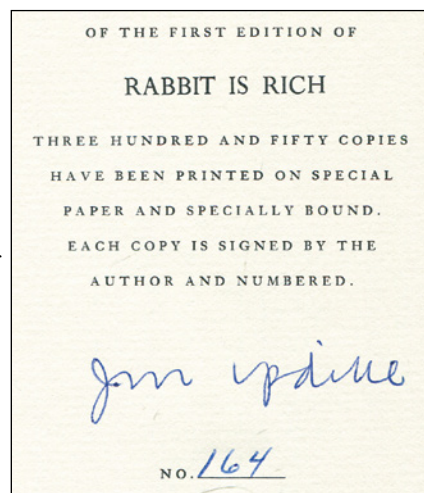 OF THE FIRST EDITION OF
RABBIT IS RICH
THREE HUNDRED AND FIFTY COPIES
HAVE BEEN PRINTED ON SPECIAL
PAPER AND SPECIALLY BOUND.
EACH COPY IS SIGNED BY THE
AUTHOR AND NUMBERED.
John Updike
NO. 164